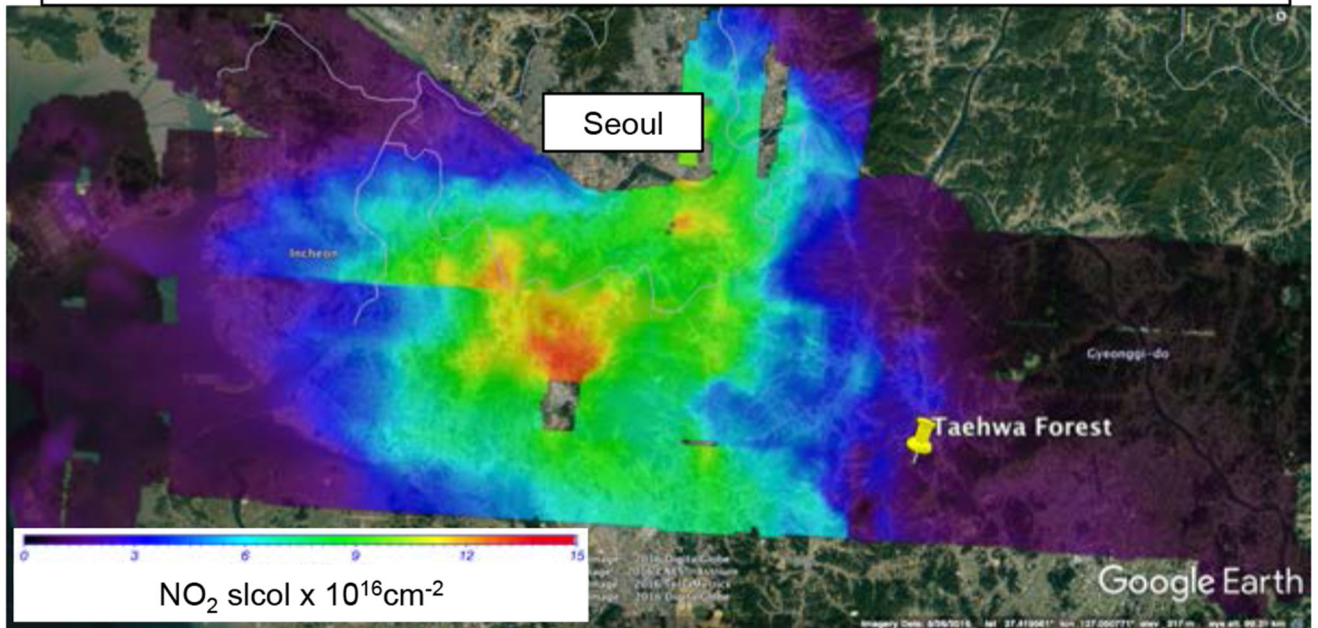 Seoul
Incheon
Gyeonggi-do
Taehwa Forest
0 3 6 9 12 15
NO₂ slcol x 10¹⁶cm⁻²
Google Earth